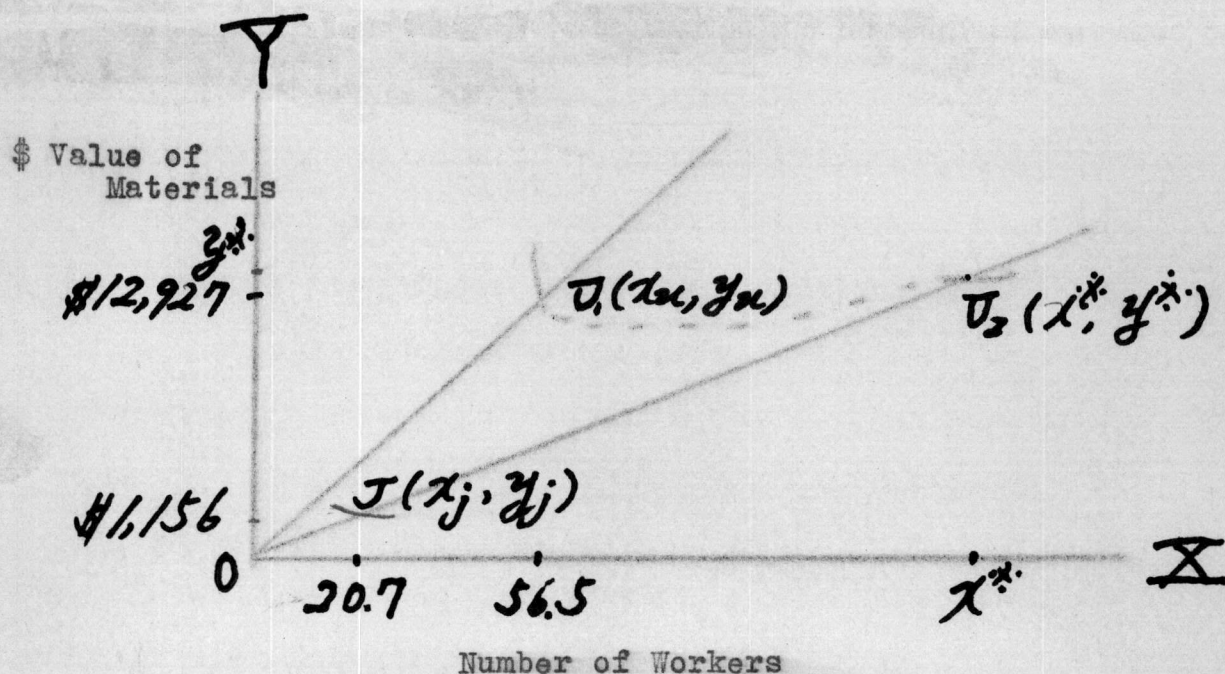 Y
$ Value of
Materials
y*
$12,927
U₁(xu, yu)
U₂(x*, y*)
J(xj, yj)
$1,156
O
20.7
56.5
x*
X
Number of Workers